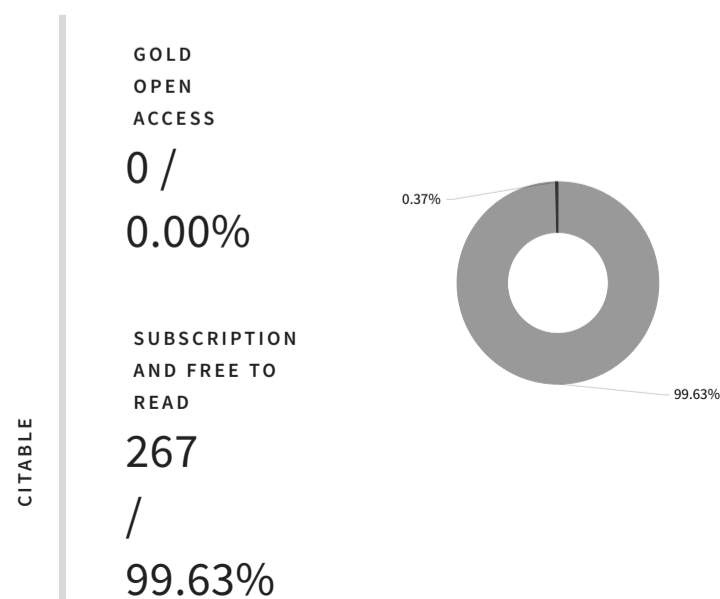 GOLD
OPEN
ACCESS
0 /
0.00%
SUBSCRIPTION
AND FREE TO
READ
267
/
99.63%
CITABLE
0.37%
99.63%